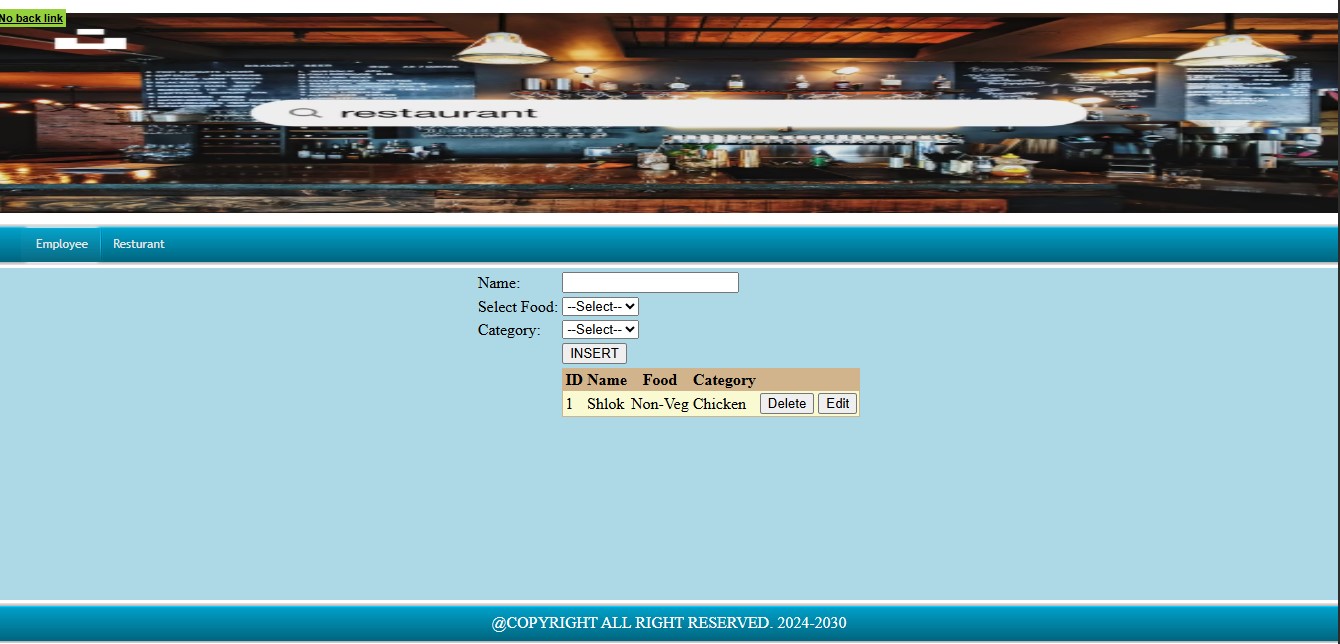 No back link
restaurant
Employee Resturant
Name:
Select Food: --Select--
Category: --Select--
INSERT
ID Name Food Category
1 Shlok Non-Veg Chicken Delete Edit
@COPYRIGHT ALL RIGHT RESERVED. 2024-2030